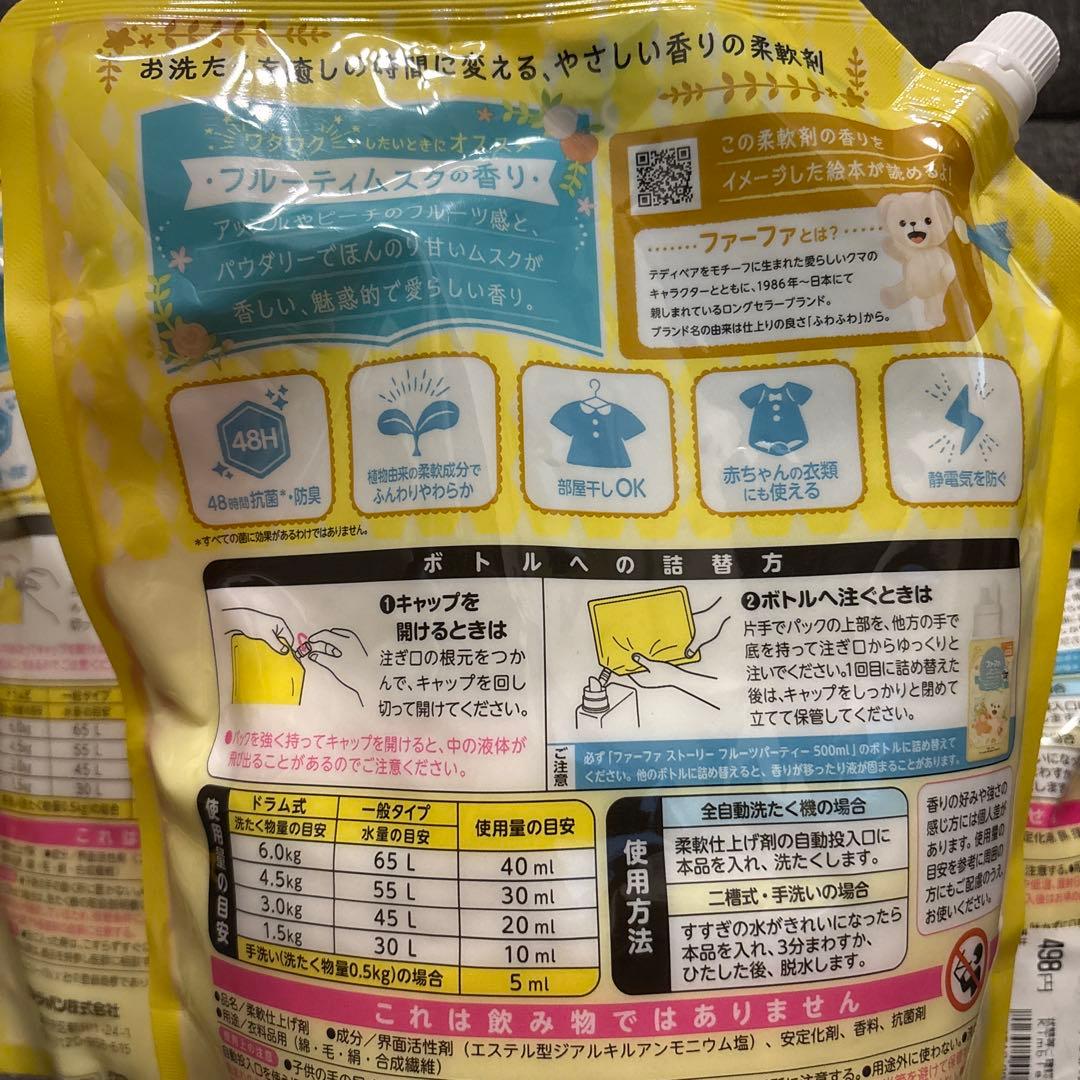 お洗たくを癒しの時間に変える、やさしい香りの柔軟剤
ワクワクしたいときにオススメ
・フルーティムスクの香り・
アップルやピーチのフルーツ感と、
パウダリーでほんのり甘いムスクが
香しい、魅惑的で愛らしい香り。
この柔軟剤の香りを
イメージした絵本が読めるよ!
ファーファとは?
テディベアをモチーフに生まれた愛らしいクマの
キャラクターとともに、1986年〜日本にて
親しまれているロングセラーブランド。
ブランド名の由来は仕上りの良さ「ふわふわ」から。
48H
48時間抗菌*・防臭
植物由来の柔軟成分で
ふんわりやわらか
部屋干しOK
赤ちゃんの衣類
にも使える
静電気を防ぐ
*すべての菌に効果があるわけではありません。
ボトルへの詰替方
❶キャップを
開けるときは
注ぎ口の根元をつか
んで、キャップを回し
切って開けてください。
●パックを強く持ってキャップを開けると、中の液体が
飛び出ることがあるのでご注意ください。
❷ボトルへ注ぐときは
片手でパックの上部を、他方の手で
底を持って注ぎ口からゆっくりと
注いでください。1回目に詰め替えた
後は、キャップをしっかりと閉めて
立てて保管してください。
ご注意
必ず「ファーファ ストーリー フルーツパーティー 500ml」のボトルに詰め替えて
ください。他のボトルに詰め替えると、香りが移ったり液が固まることがあります。
使用量の目安
ドラム式 一般タイプ 使用量の目安
洗たく物量の目安 水量の目安
6.0kg 65 L 40 ml
4.5kg 55 L 30 ml
3.0kg 45 L 20 ml
1.5kg 30 L 10 ml
手洗い(洗たく物量0.5kg)の場合 5 ml
使用方法
全自動洗たく機の場合
柔軟仕上げ剤の自動投入口に
本品を入れ、洗たくします。
二槽式・手洗いの場合
すすぎの水がきれいになったら
本品を入れ、3分まわすか、
ひたした後、脱水します。
香りの好みや強さの
感じ方には個人差が
あります。使用量の
目安を参考に周囲の
方にもご配慮のうえ、
お使いください。
これは飲み物ではありません
●品名/柔軟仕上げ剤 ●成分/界面活性剤(エステル型ジアルキルアンモニウム塩)、安定化剤、香料、抗菌剤
●用途/衣料品用(綿・毛・絹・合成繊維)
使用上の注意
●子供の手の届
●用途外に使わない。
498円